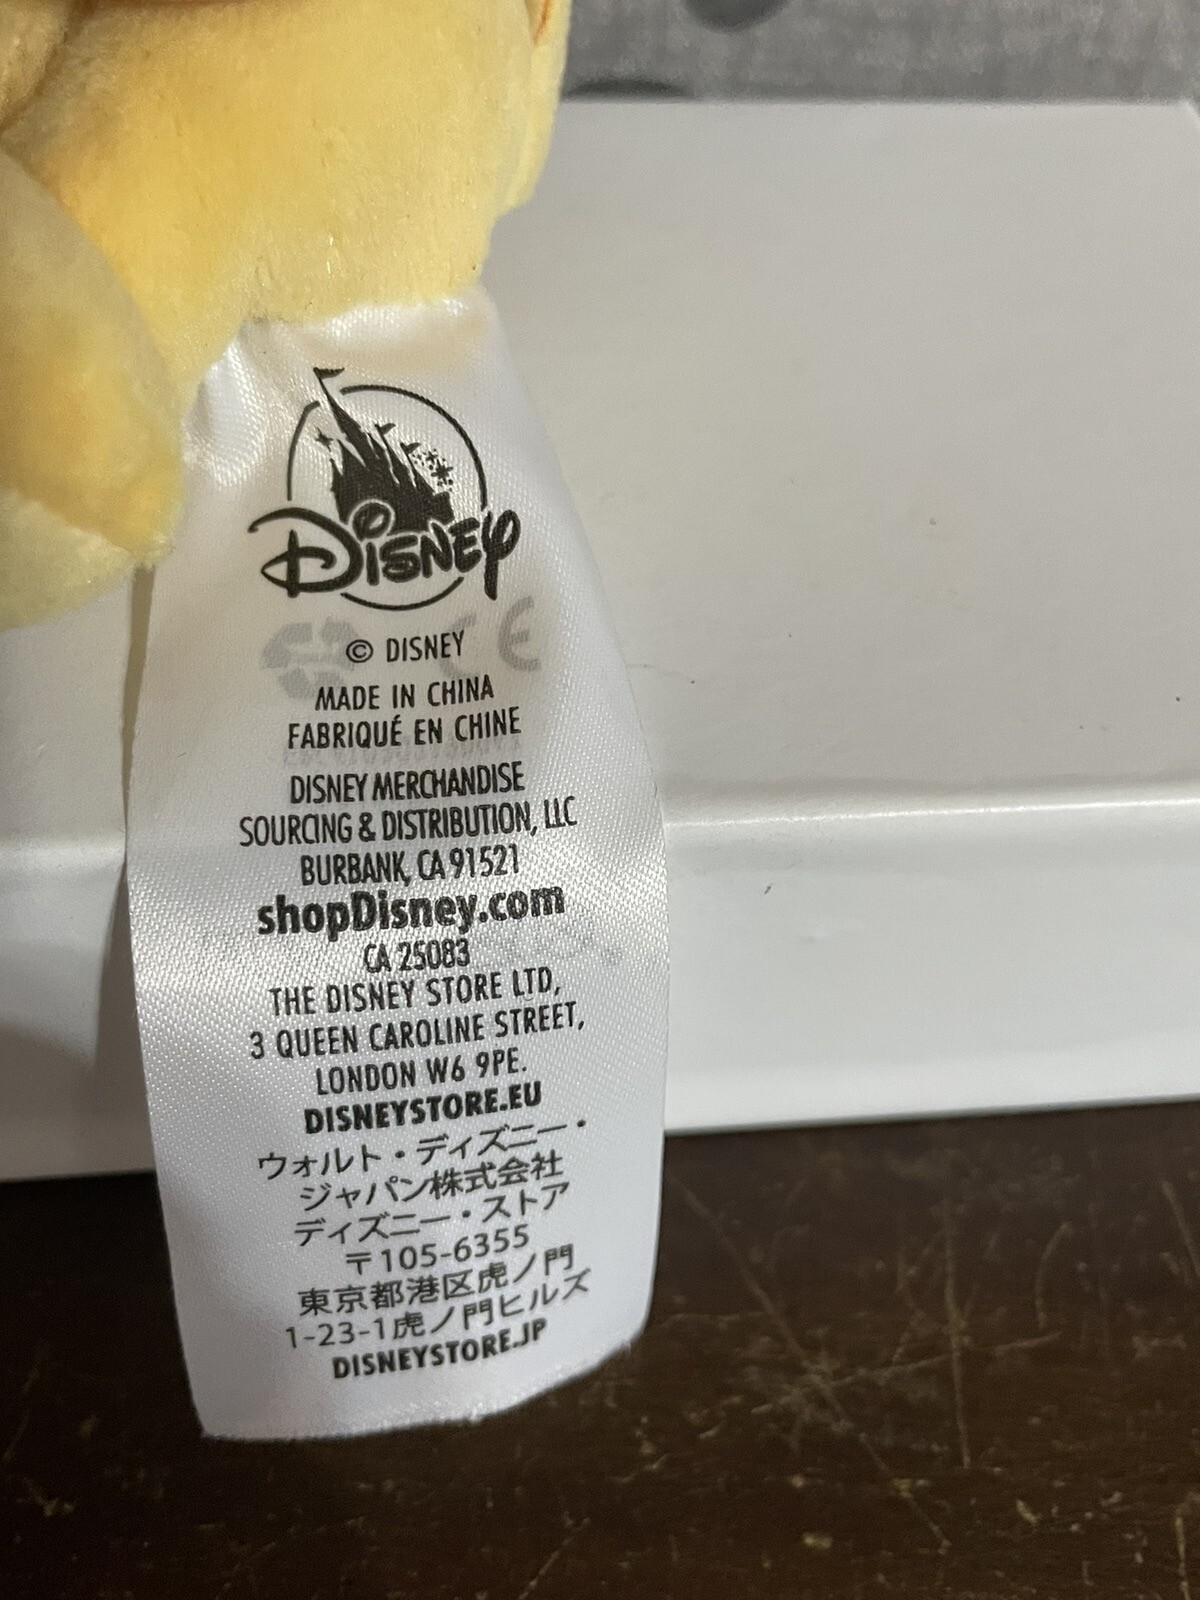 DISNEY
CE
© DISNEY
MADE IN CHINA
FABRIQUÉ EN CHINE
DISNEY MERCHANDISE
SOURCING & DISTRIBUTION, LLC
BURBANK, CA 91521
shopDisney.com
CA 25083
THE DISNEY STORE LTD,
3 QUEEN CAROLINE STREET,
LONDON W6 9PE.
DISNEYSTORE.EU
ウォルト・ディズニー・
ジャパン株式会社
ディズニー・ストア
〒105-6355
東京都港区虎ノ門
1-23-1虎ノ門ヒルズ
DISNEYSTORE.JP